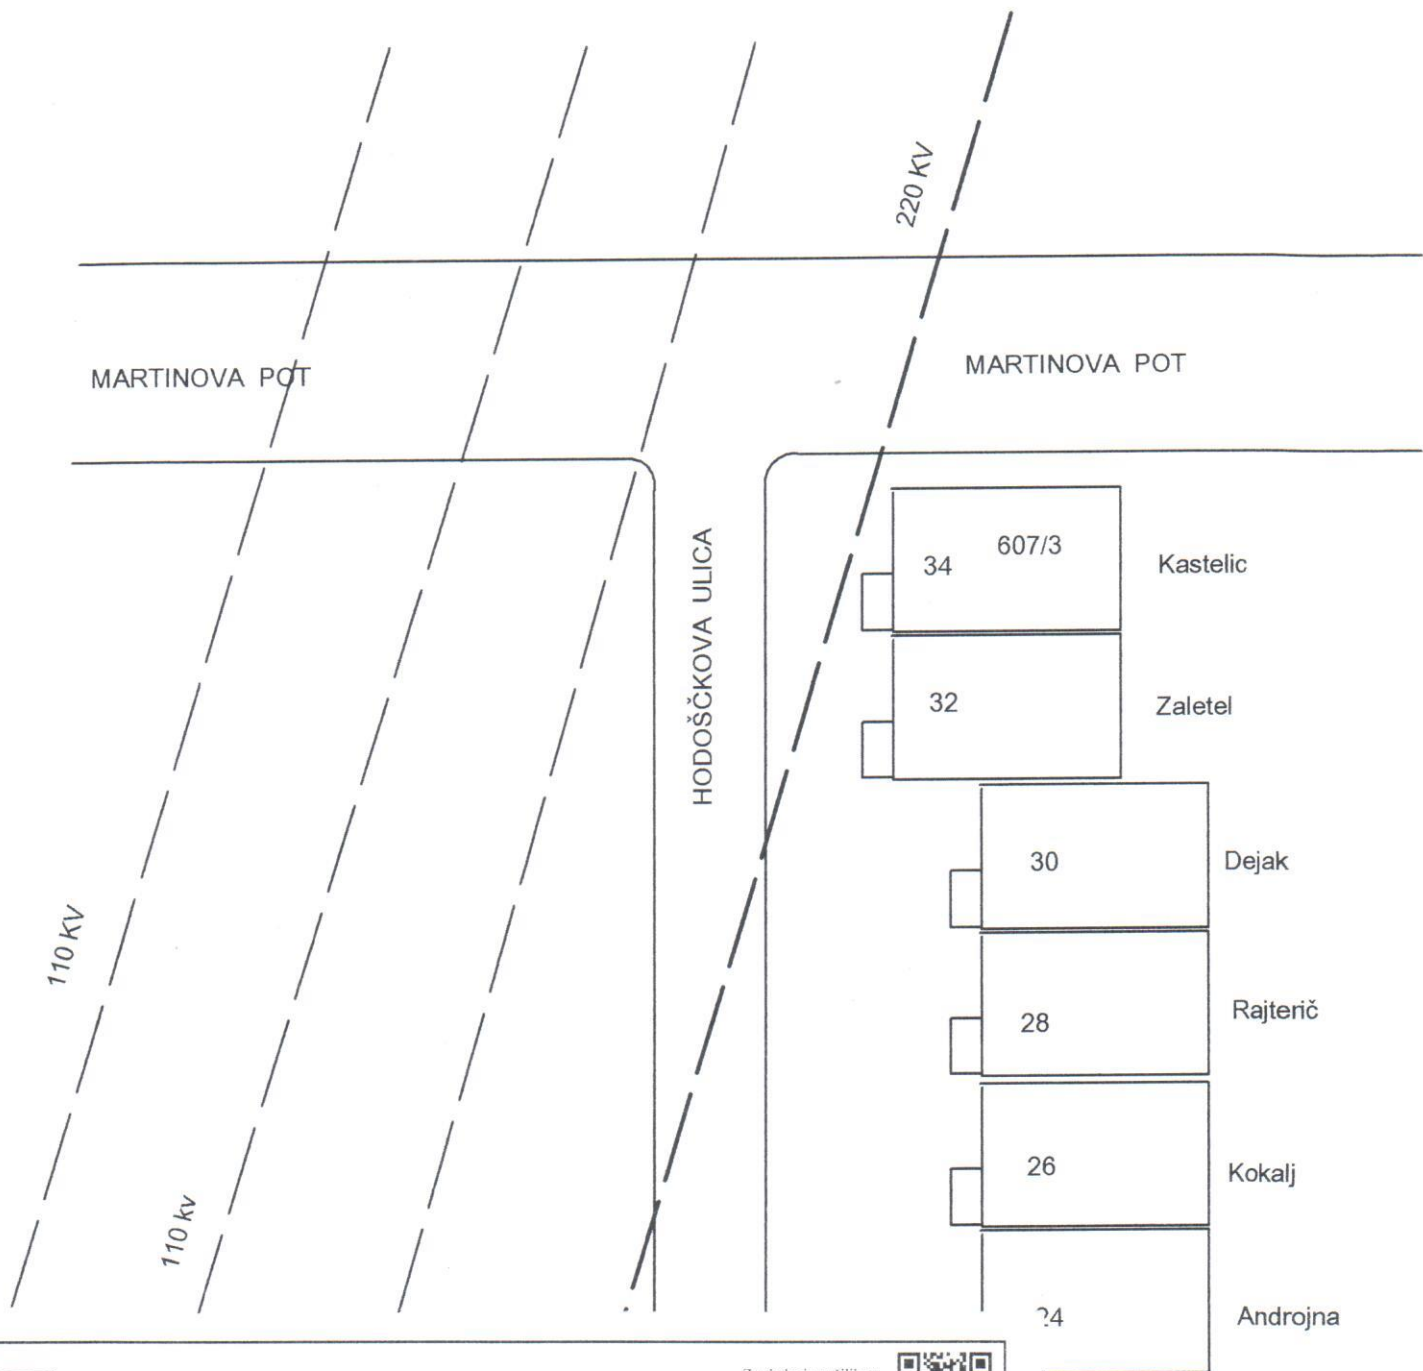 220 KV
MARTINOVA POT
MARTINOVA POT
HODOŠČKOVA ULICA
34
607/3
Kastelic
32
Zaletel
30
Dejak
110 KV
28
Rajterič
26
Kokalj
110 kv
24
Androjna